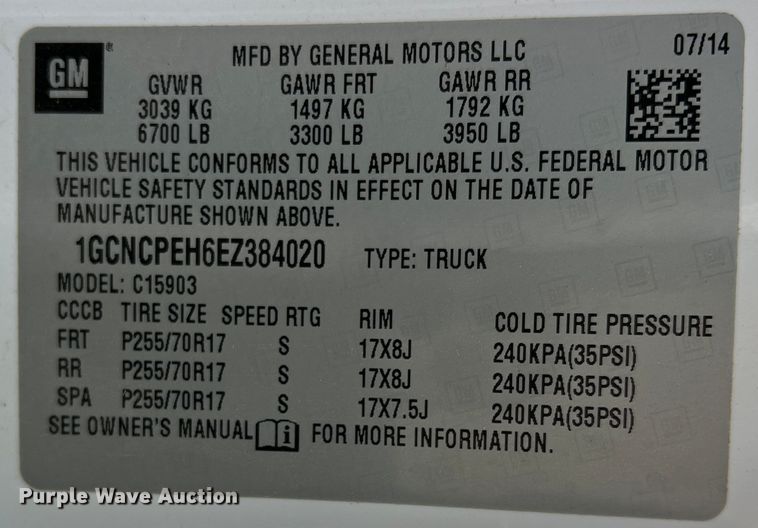 GM®
MFD BY GENERAL MOTORS LLC 07/14
GVWR GAWR FRT GAWR RR
3039 KG 1497 KG 1792 KG
6700 LB 3300 LB 3950 LB
THIS VEHICLE CONFORMS TO ALL APPLICABLE U.S. FEDERAL MOTOR
VEHICLE SAFETY STANDARDS IN EFFECT ON THE DATE OF
MANUFACTURE SHOWN ABOVE.
1GCNCPEH6EZ384020 TYPE: TRUCK
MODEL: C15903
CCCB TIRE SIZE SPEED RTG RIM COLD TIRE PRESSURE
FRT P255/70R17 S 17X8J 240KPA(35PSI)
RR P255/70R17 S 17X8J 240KPA(35PSI)
SPA P255/70R17 S 17X7.5J 240KPA(35PSI)
SEE OWNER'S MANUAL i FOR MORE INFORMATION.
Purple Wave Auction